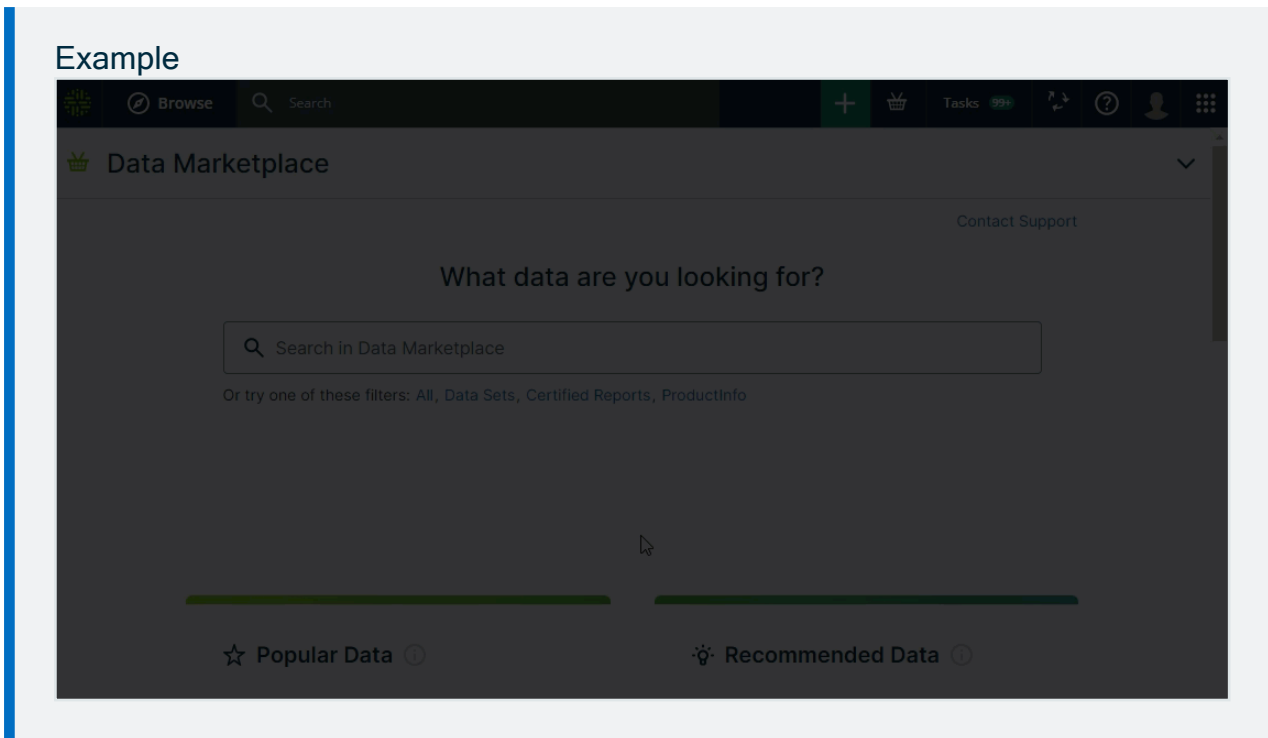 Example
Browse Search Tasks 99+
Data Marketplace
Contact Support
What data are you looking for?
Search in Data Marketplace
Or try one of these filters: All, Data Sets, Certified Reports, ProductInfo
Popular Data Recommended Data